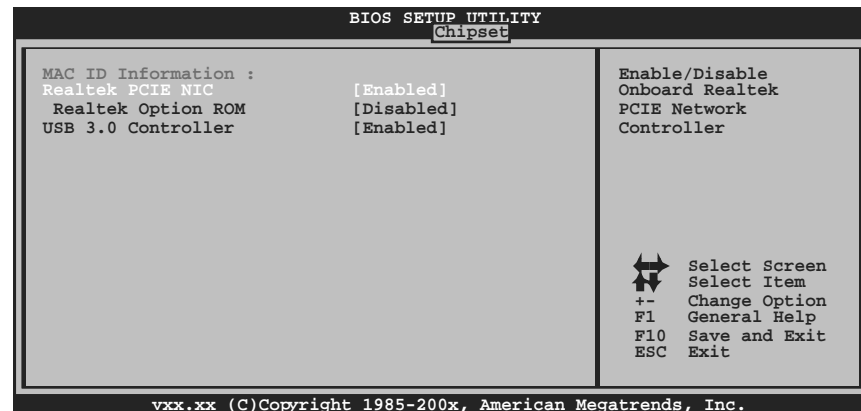 BIOS SETUP UTILITY
Chipset
MAC ID Information :
Realtek PCIE NIC [Enabled]
Realtek Option ROM [Disabled]
USB 3.0 Controller [Enabled]
Enable/Disable
Onboard Realtek
PCIE Network
Controller
Select Screen
Select Item
+- Change Option
F1 General Help
F10 Save and Exit
ESC Exit
vxx.xx (C)Copyright 1985-200x, American Megatrends, Inc.